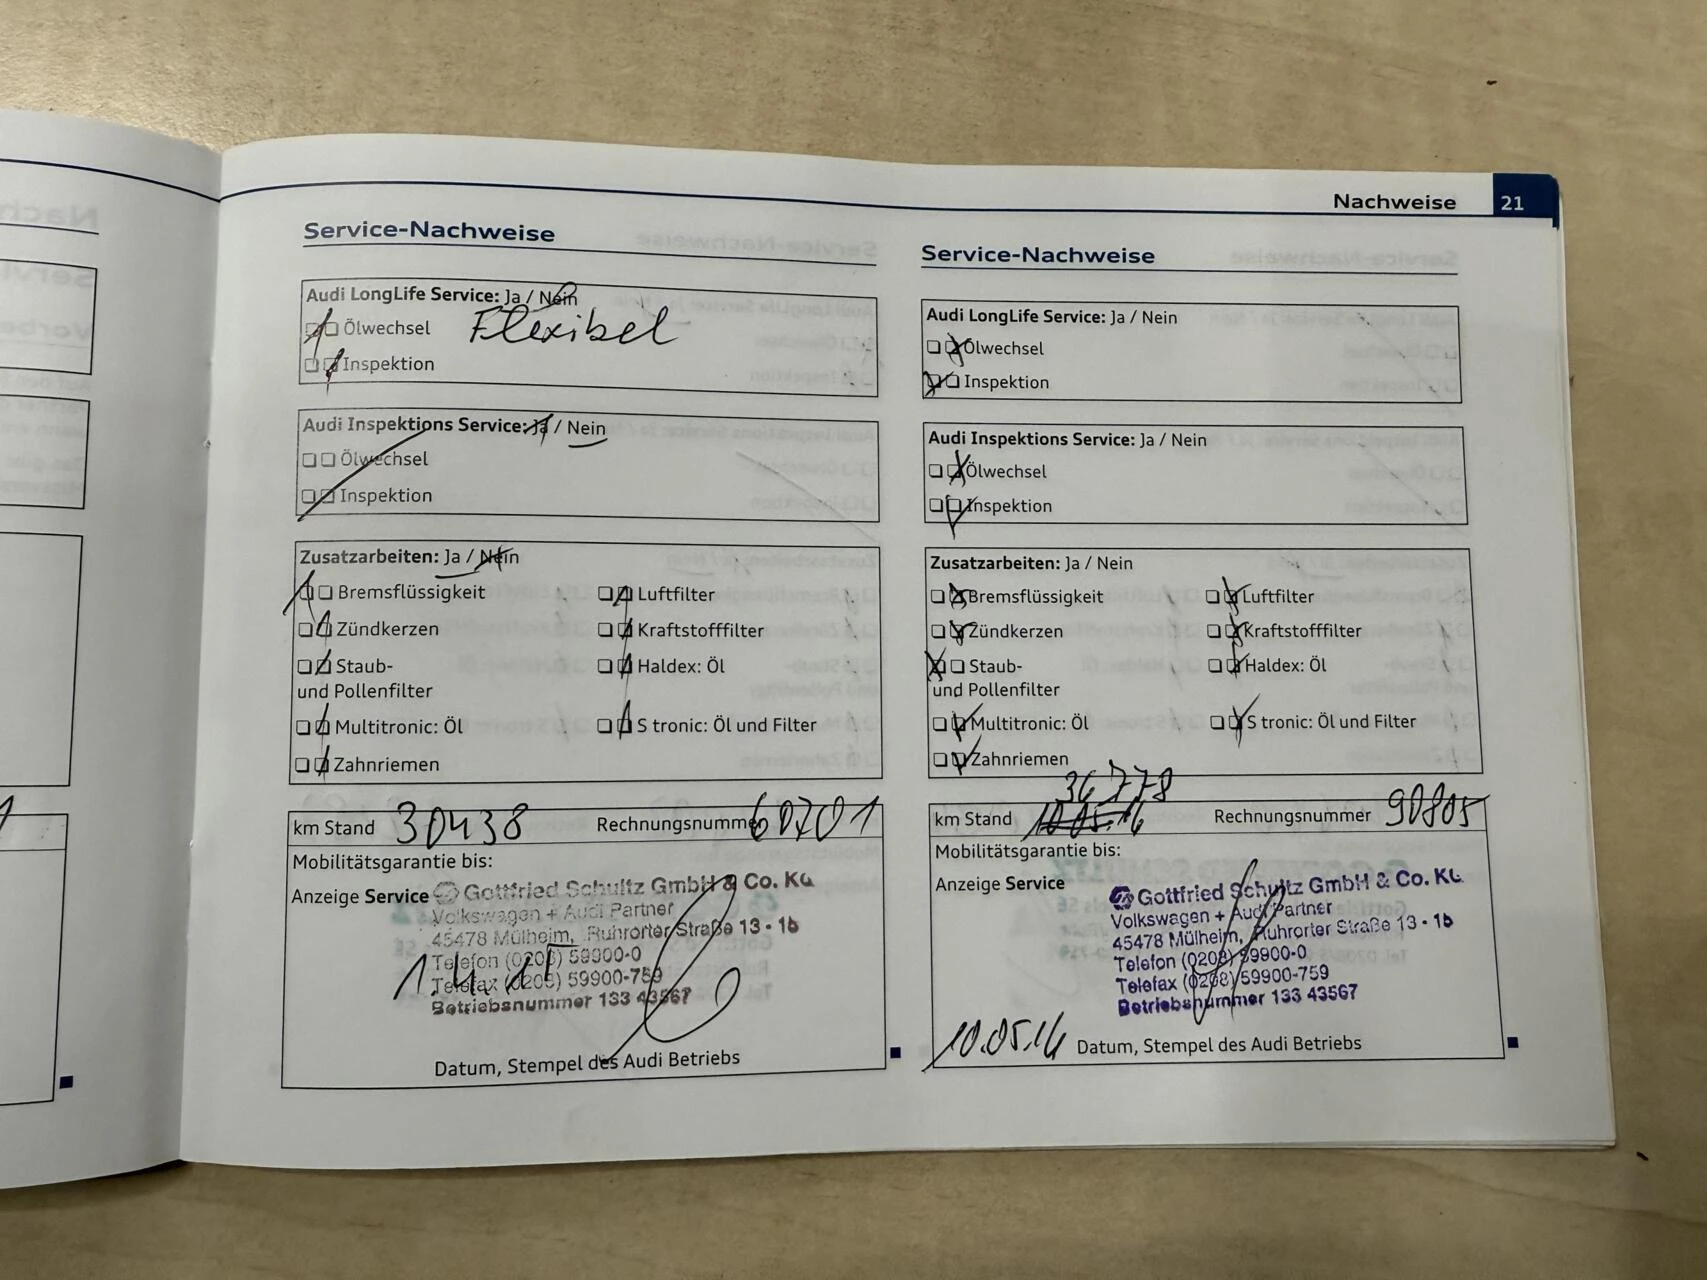 Nachweise 21
Service-Nachweise
Audi LongLife Service: Ja / Nein
Ölwechsel Flexibel
Inspektion
Audi Inspektions Service: Ja / Nein
Ölwechsel
Inspektion
Zusatzarbeiten: Ja / Nein
Bremsflüssigkeit Luftfilter
Zündkerzen Kraftstofffilter
Staub- Haldex: Öl
und Pollenfilter
Multitronic: Öl S tronic: Öl und Filter
Zahnriemen
km Stand 30438 Rechnungsnummer 60701
Mobilitätsgarantie bis:
Anzeige Service
Gottfried Schultz GmbH & Co. KG
Volkswagen + Audi Partner
45478 Mülheim, Ruhrorter Straße 13 - 15
Telefon (0208) 59900-0
Telefax (0208) 59900-759
Betriebsnummer 133 43567
Datum, Stempel des Audi Betriebs
Service-Nachweise
Audi LongLife Service: Ja / Nein
Ölwechsel
Inspektion
Audi Inspektions Service: Ja / Nein
Ölwechsel
Inspektion
Zusatzarbeiten: Ja / Nein
Bremsflüssigkeit Luftfilter
Zündkerzen Kraftstofffilter
Staub- Haldex: Öl
und Pollenfilter
Multitronic: Öl S tronic: Öl und Filter
Zahnriemen
36778
km Stand 10.05.16 Rechnungsnummer 90805
Mobilitätsgarantie bis:
Anzeige Service
Gottfried Schultz GmbH & Co. KG
Volkswagen + Audi Partner
45478 Mülheim, Ruhrorter Straße 13 - 15
Telefon (0208) 59900-0
Telefax (0208) 59900-759
Betriebsnummer 133 43567
10.05.16 Datum, Stempel des Audi Betriebs